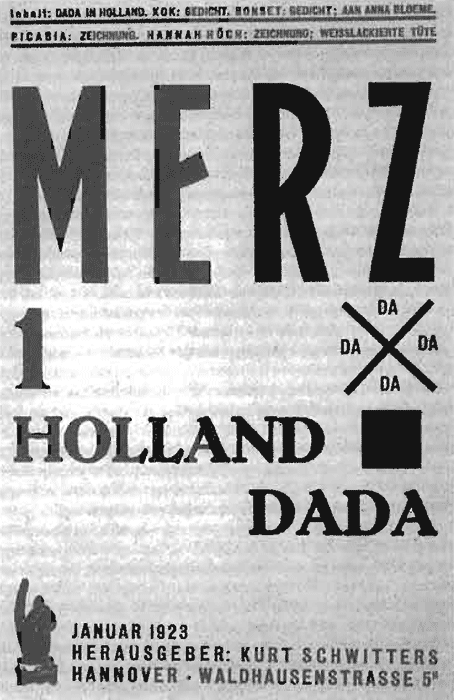 Inhalt: DADA IN HOLLAND. KOK: GEDICHT. BONSET: GEDICHT; AAN ANNA BLOEME.
PICABIA: ZEICHNUNG. HANNAH HÖCH: ZEICHNUNG; WEISSLACKIERTE TÜTE
MERZ
1
DA
DA DA
DA
HOLLAND
DADA
JANUAR 1923
HERAUSGEBER: KURT SCHWITTERS
HANNOVER · WALDHAUSENSTRASSE 5ᴵᴵ